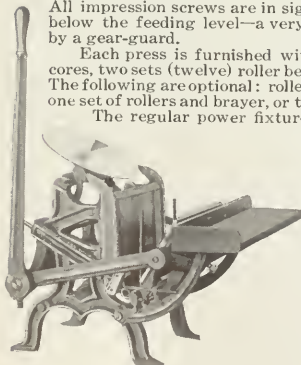 All impression screws are in sig
below the feeding level—a very
by a gear-guard.
Each press is furnished wit
cores, two sets (twelve) roller be
The following are optional: rolle
one set of rollers and brayer, or t
The regular power fixtur